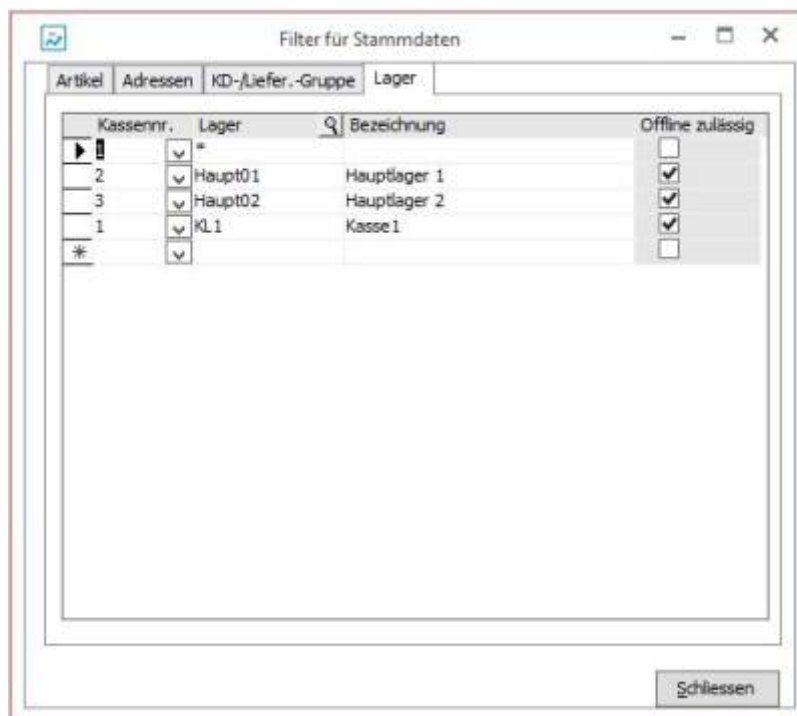 Filter für Stammdaten
Artikel Adressen KD-/Liefer.-Gruppe Lager
Kassennr. Lager Bezeichnung Offline zulässig
1 *
2 Haupt01 Hauptlager 1
3 Haupt02 Hauptlager 2
1 KL1 Kasse1
*
Schliessen